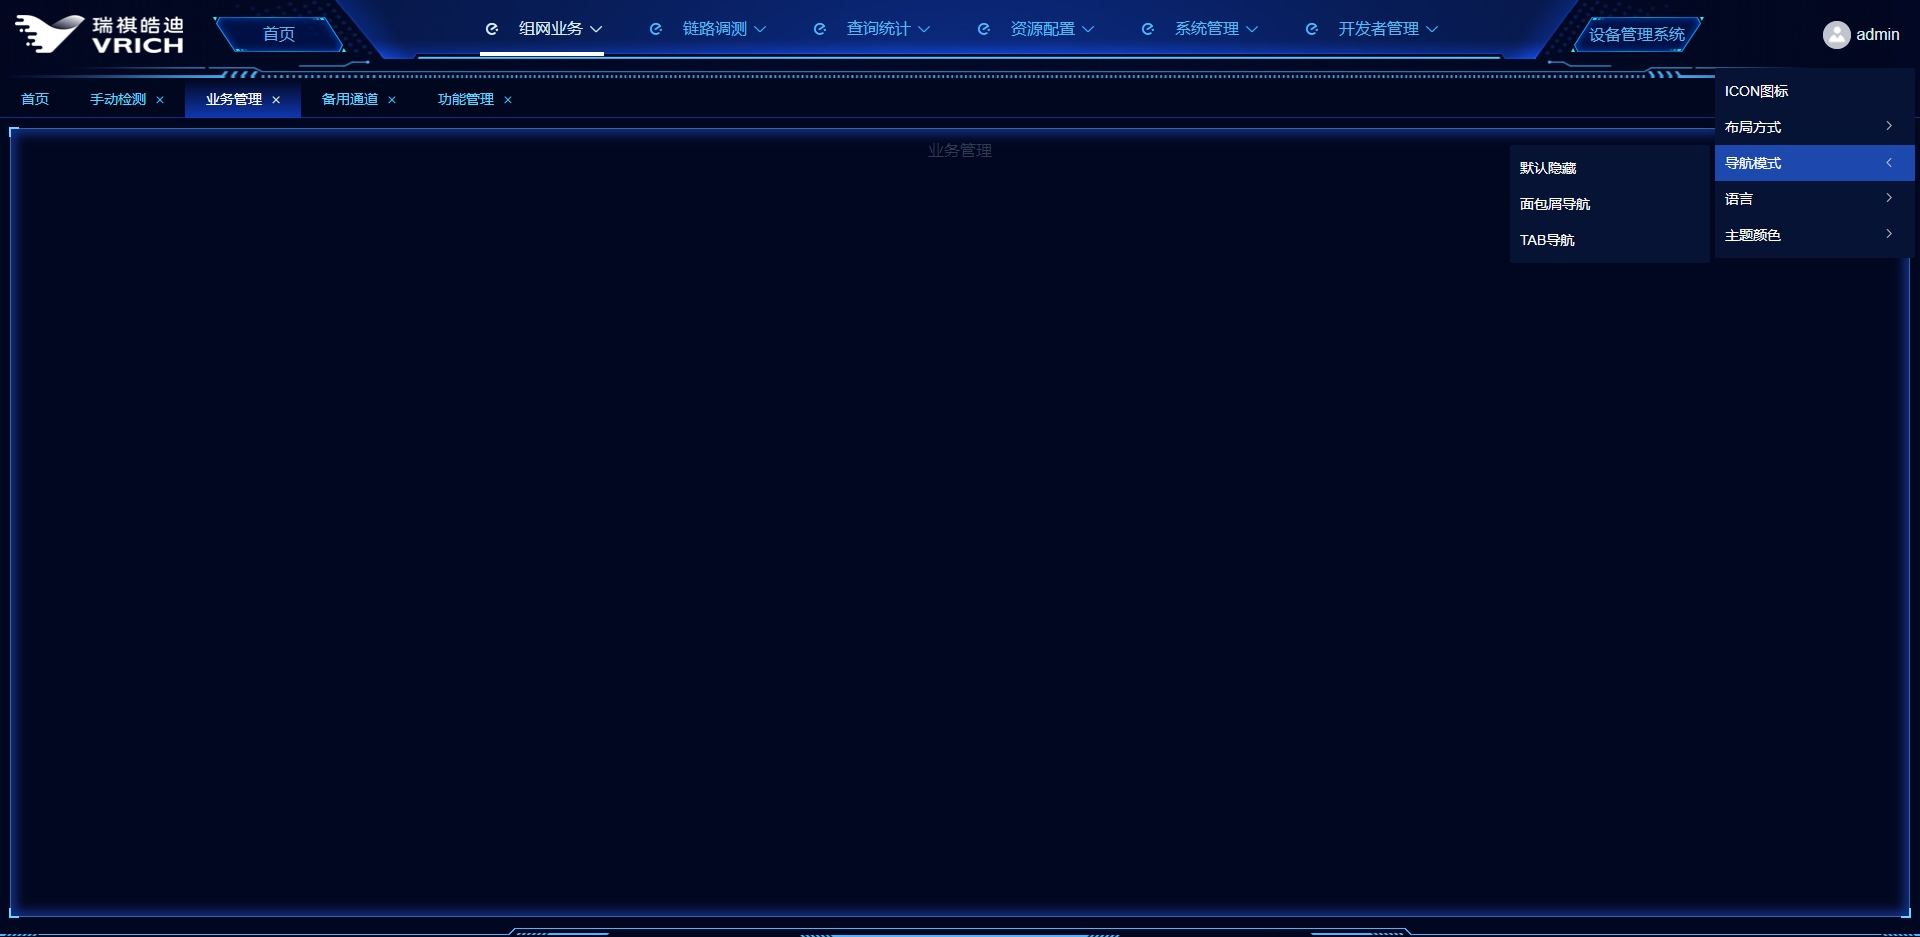 瑞祺皓迪
VRICH
首页
组网业务
链路调测
查询统计
资源配置
系统管理
开发者管理
设备管理系统
admin
首页
手动检测
业务管理
备用通道
功能管理
业务管理
ICON图标
布局方式
导航模式
语言
主题颜色
默认隐藏
面包屑导航
TAB导航